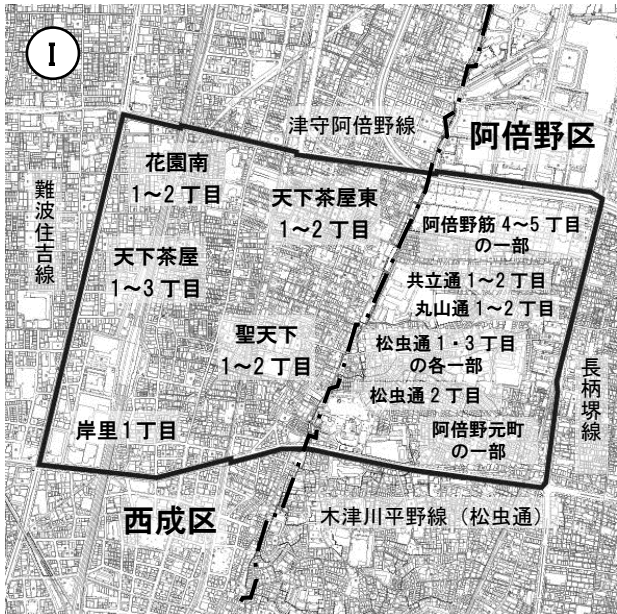 I
津守阿倍野線
阿倍野区
花園南
1～2 丁目
天下茶屋東
1～2 丁目
難波住吉線
阿倍野筋 4～5 丁目
の一部
天下茶屋
1～3 丁目
共立通 1～2 丁目
丸山通 1～2 丁目
聖天下
1～2 丁目
松虫通 1・3 丁目
の各一部
長柄堺線
松虫通 2 丁目
岸里 1 丁目
阿倍野元町
の一部
西成区
木津川平野線（松虫通）